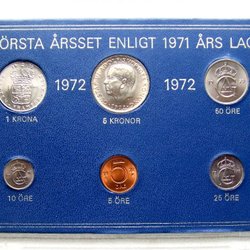 ÖRSTA ÅRSSET ENLIGT 1971 ÅRS LAG
1972 1972
1 KRONA 5 KRONOR 50 ÖRE
10 ÖRE 5 ÖRE 25 ÖRE
5